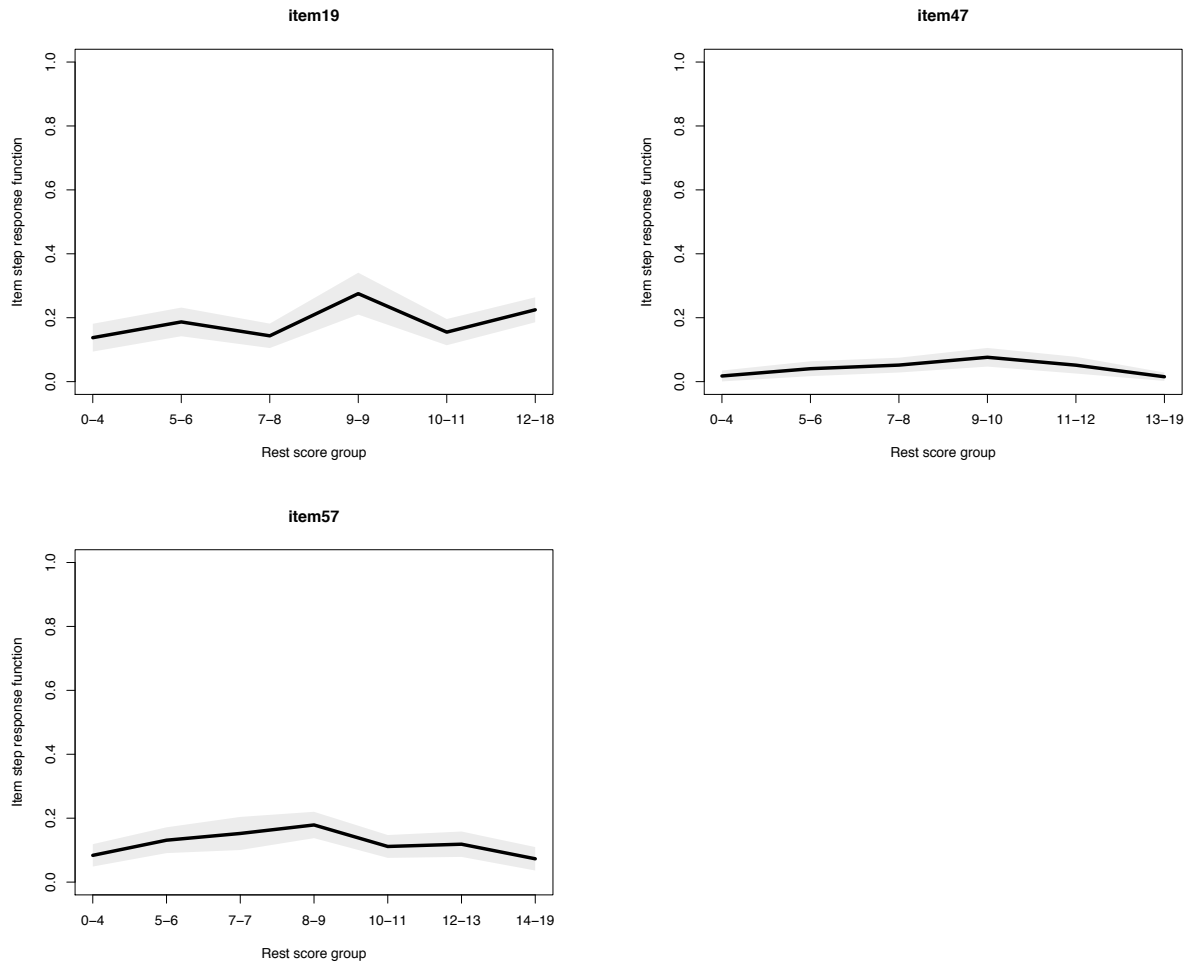 item19
Item step response function
1.0
0.8
0.6
0.4
0.2
0.0
0–4 5–6 7–8 9–9 10–11 12–18
Rest score group
item47
Item step response function
1.0
0.8
0.6
0.4
0.2
0.0
0–4 5–6 7–8 9–10 11–12 13–19
Rest score group
item57
Item step response function
1.0
0.8
0.6
0.4
0.2
0.0
0–4 5–6 7–7 8–9 10–11 12–13 14–19
Rest score group